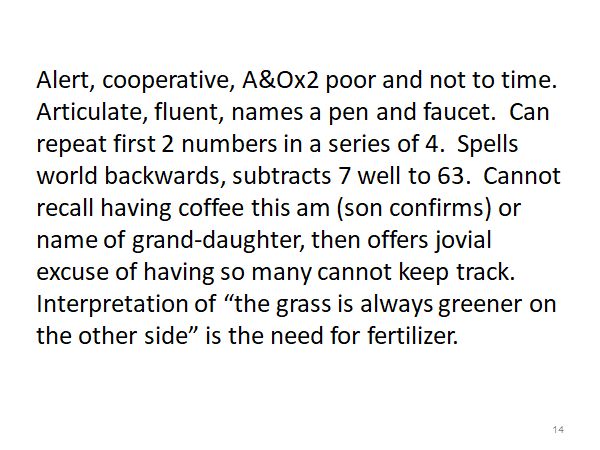 Alert, cooperative, A&Ox2 poor and not to time.
Articulate, fluent, names a pen and faucet.  Can
repeat first 2 numbers in a series of 4.  Spells
world backwards, subtracts 7 well to 63.  Cannot
recall having coffee this am (son confirms) or
name of grand-daughter, then offers jovial
excuse of having so many cannot keep track.
Interpretation of “the grass is always greener on
the other side” is the need for fertilizer.
14